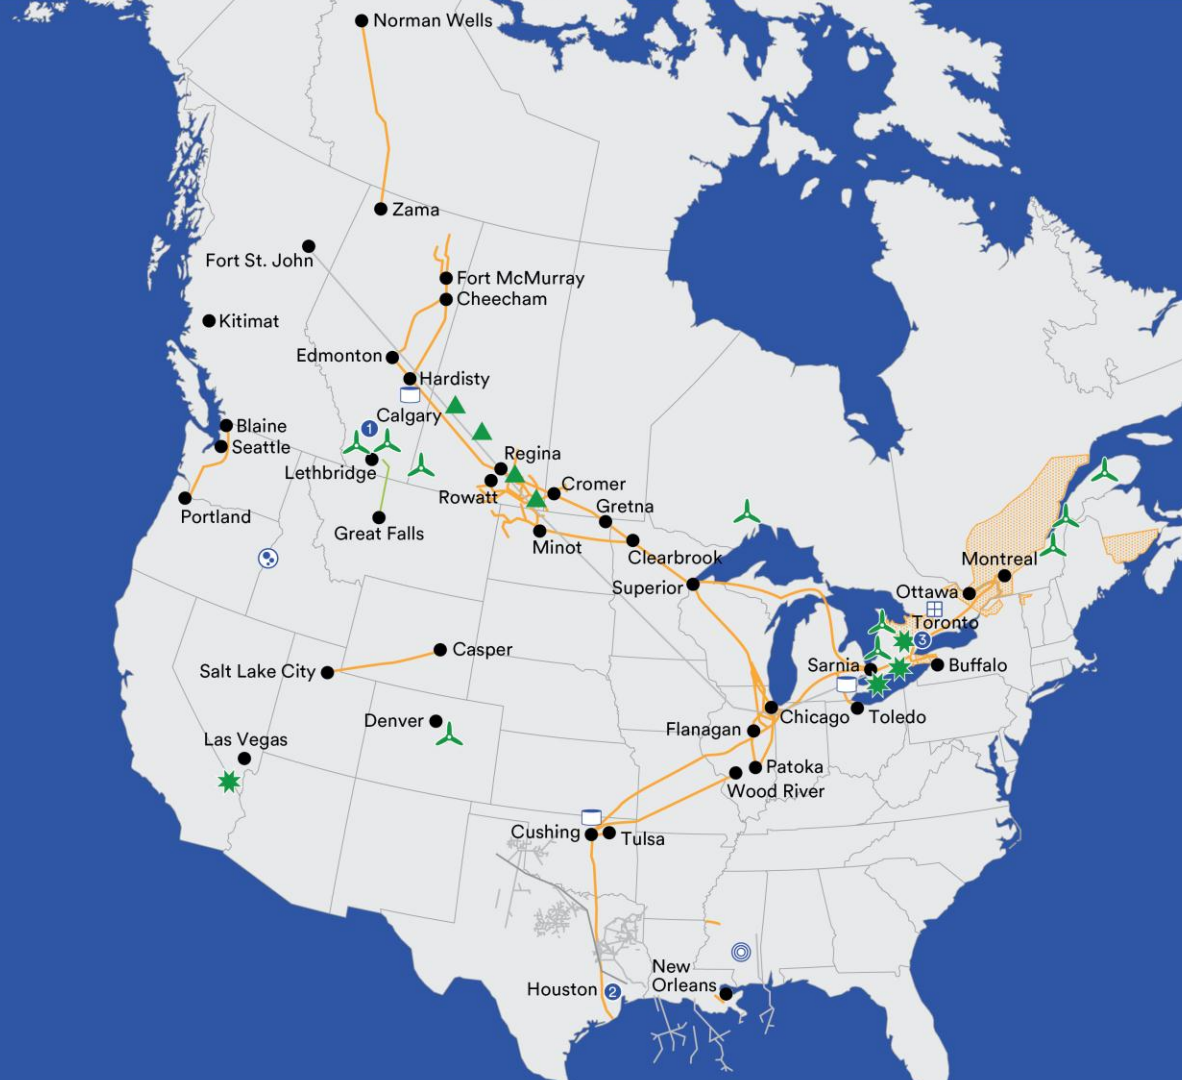 Norman Wells
Zama
Fort St. John
Fort McMurray
Cheecham
Kitimat
Edmonton
Hardisty
Calgary
1
Blaine
Seattle
Lethbridge
Regina
Rowatt
Cromer
Gretna
Portland
Great Falls
Minot
Clearbrook
Montreal
Superior
Ottawa
Toronto
3
Casper
Sarnia
Buffalo
Salt Lake City
Denver
Chicago
Toledo
Flanagan
Las Vegas
Patoka
Wood River
Cushing
Tulsa
New
Orleans
Houston
2